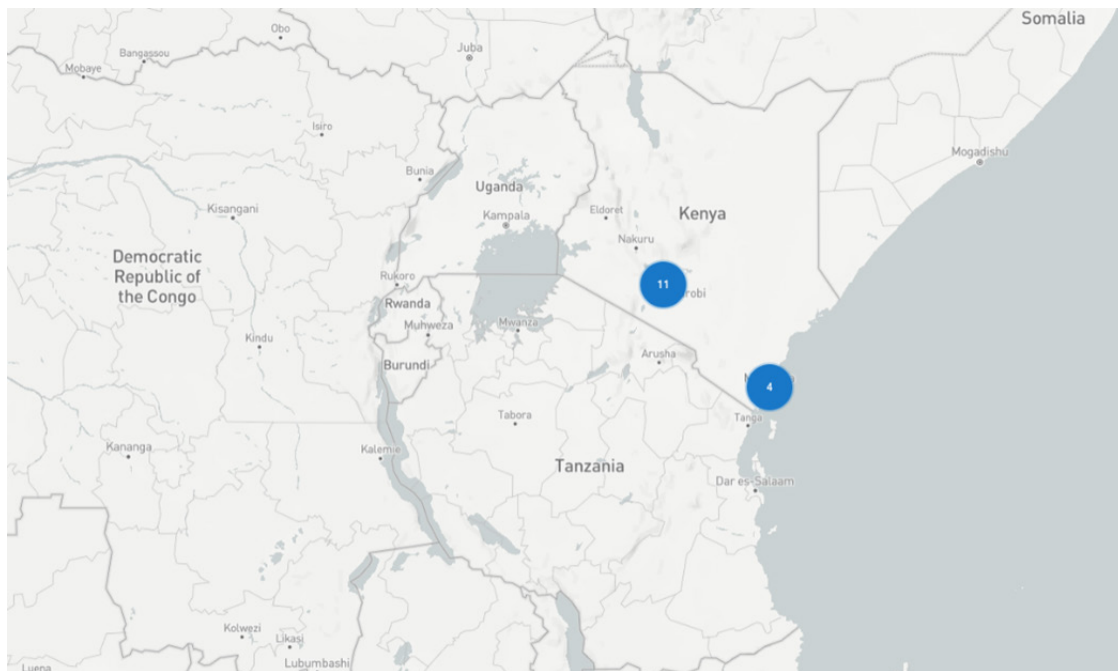 Somalia
Obo
Juba
Bangassou
Mobaye
Isiro
Mogadishu
Bunia
Uganda
Kisangani
Eldoret
Kenya
Kampala
Nakuru
Democratic
Republic of
the Congo
Rukoro
11
Rwanda
Muhweza
Mwanza
Kindu
Arusha
Burundi
4
Tabora
Tanga
Kananga
Kalemie
Tanzania
Dar es-Salaam
Kolwezi
Likasi
Lubumbashi